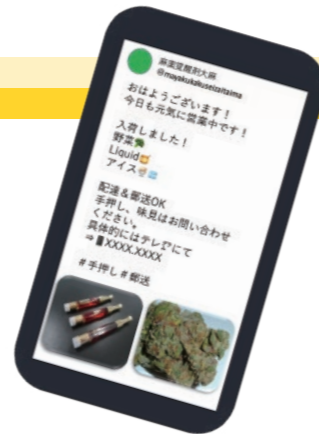 麻薬覚醒剤大麻
@mayakukakuseizaitaima
おはようございます！
今日も元気に営業中です！
入荷しました！
野菜🥦
Liquid🍯
アイス🍧🧊
配達&郵送OK
手押し、味見はお問い合わせ
ください。
具体的にはテレ🚩にて
⇒📱XXXX.XXXX
#手押し#郵送